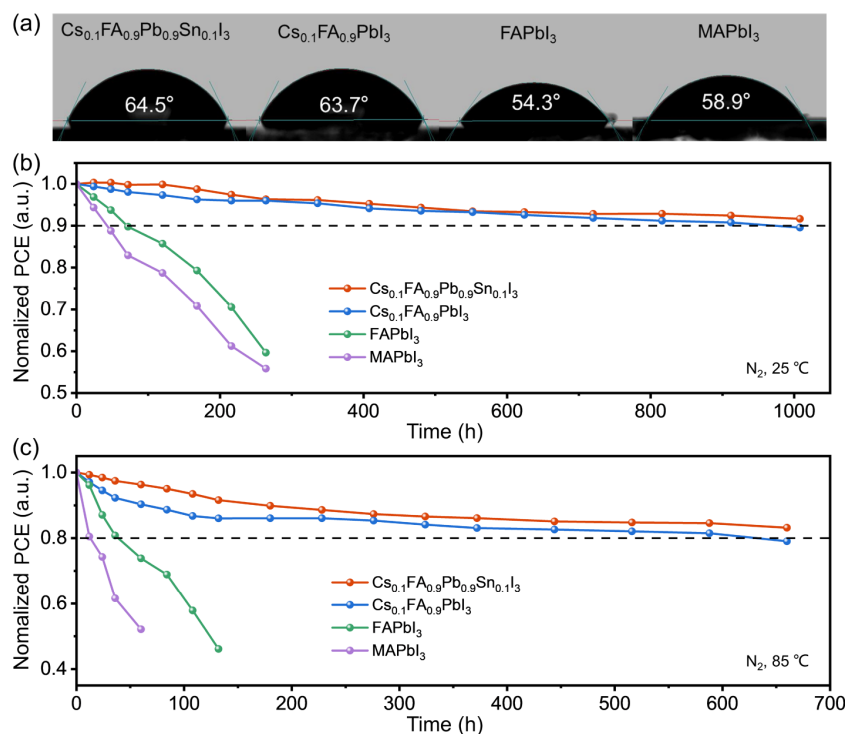 (a)
Cs₀.₁FA₀.₉Pb₀.₉Sn₀.₁I₃ Cs₀.₁FA₀.₉PbI₃ FAPbI₃ MAPbI₃
64.5° 63.7° 54.3° 58.9°
(b)
Nomalized PCE (a.u.)
1.0
0.9
0.8
0.7
0.6
0.5
Cs₀.₁FA₀.₉Pb₀.₉Sn₀.₁I₃
Cs₀.₁FA₀.₉PbI₃
FAPbI₃
MAPbI₃
N₂, 25 ℃
0 200 400 600 800 1000
Time (h)
(c)
Nomalized PCE (a.u.)
1.0
0.8
0.6
0.4
Cs₀.₁FA₀.₉Pb₀.₉Sn₀.₁I₃
Cs₀.₁FA₀.₉PbI₃
FAPbI₃
MAPbI₃
N₂, 85 ℃
0 100 200 300 400 500 600 700
Time (h)